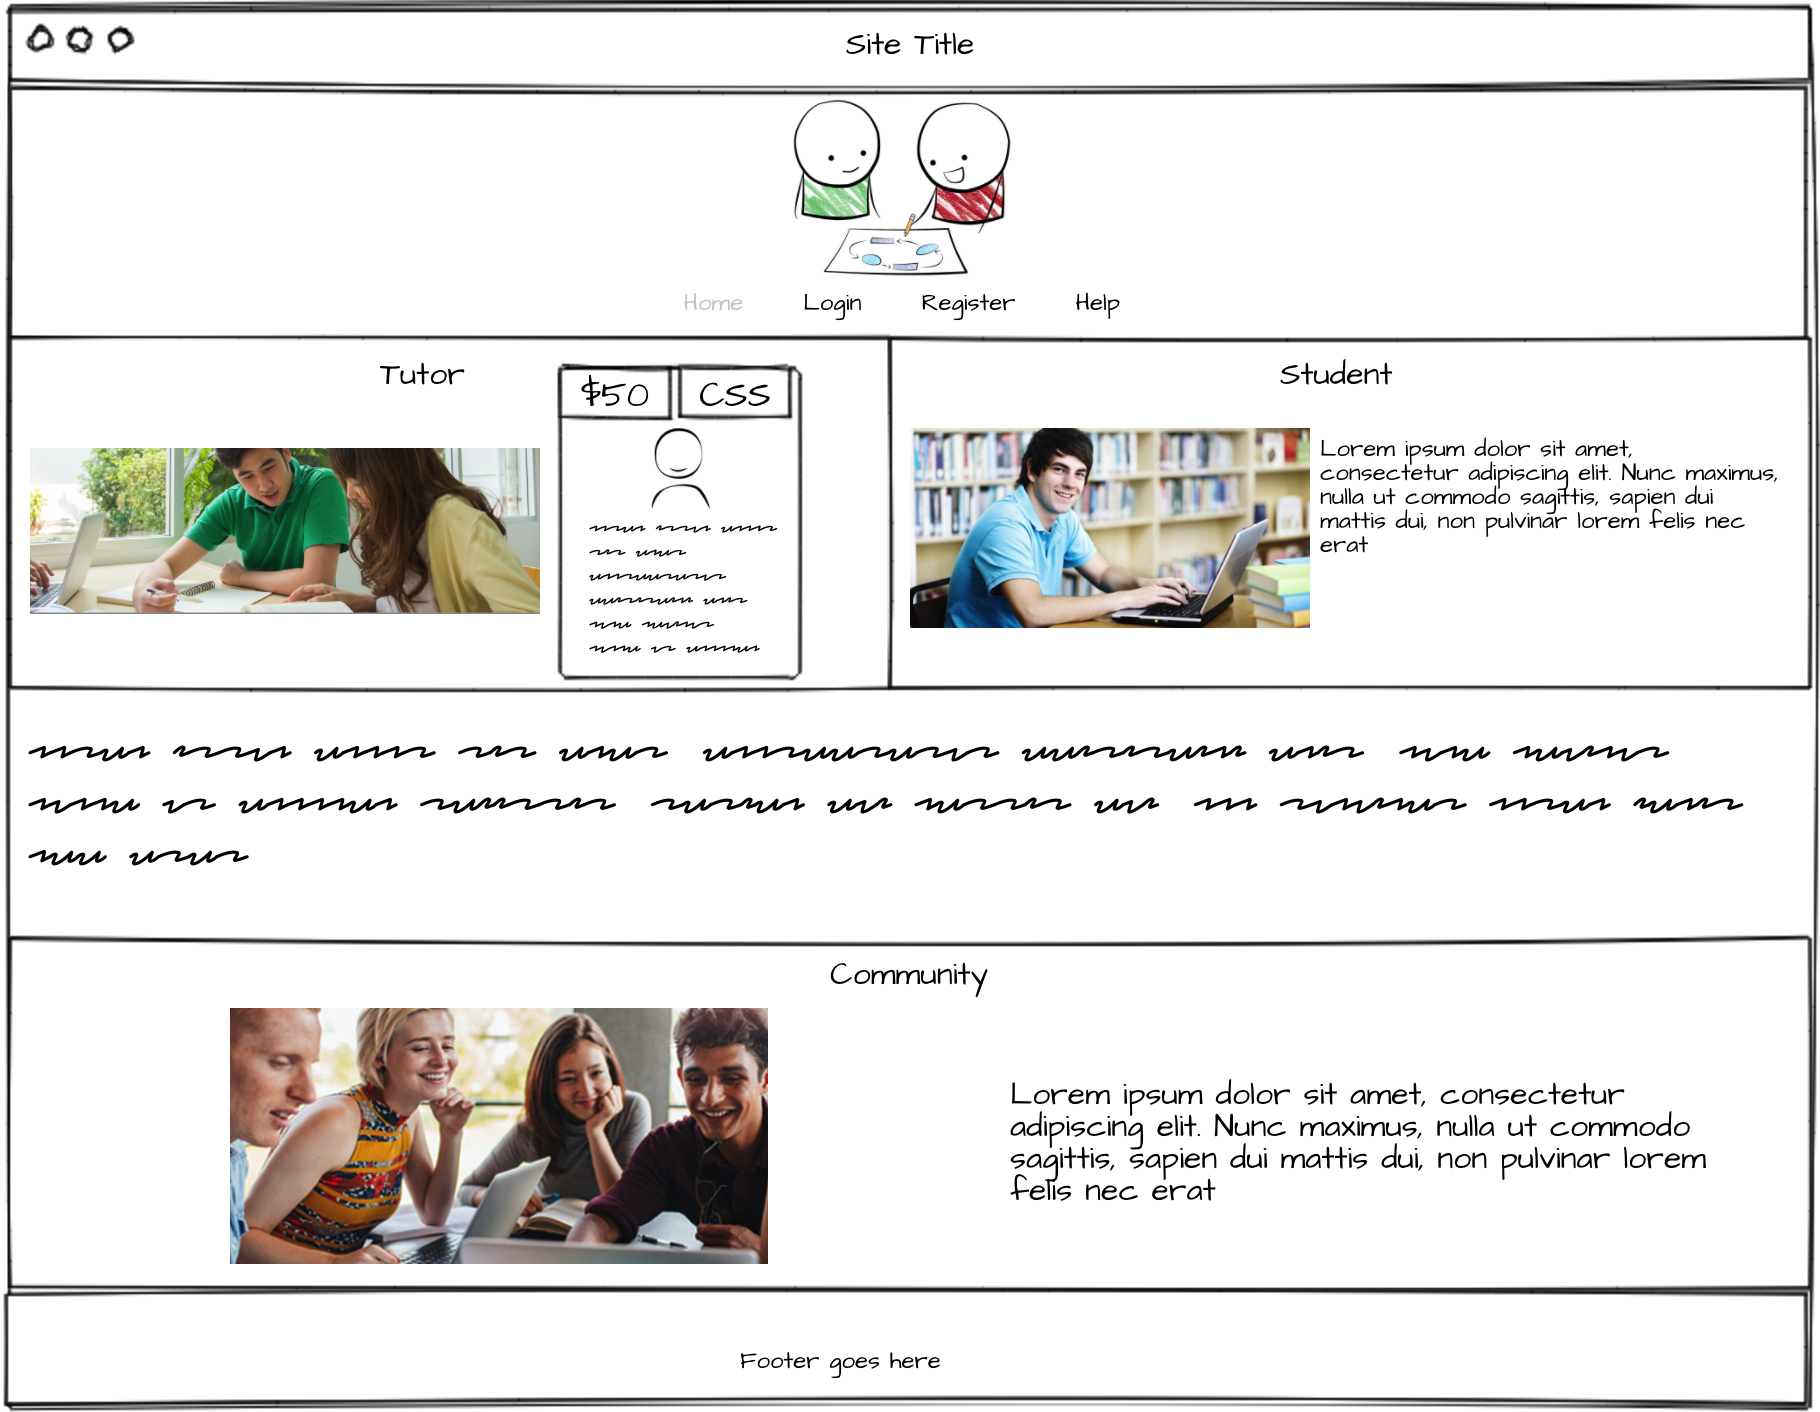 Site Title
Home Login Register Help
Tutor
$50 CSS
Student
Lorem ipsum dolor sit amet,
consectetur adipiscing elit. Nunc maximus,
nulla ut commodo sagittis, sapien dui
mattis dui, non pulvinar lorem felis nec
erat
Community
Lorem ipsum dolor sit amet, consectetur
adipiscing elit. Nunc maximus, nulla ut commodo
sagittis, sapien dui mattis dui, non pulvinar lorem
felis nec erat
Footer goes here